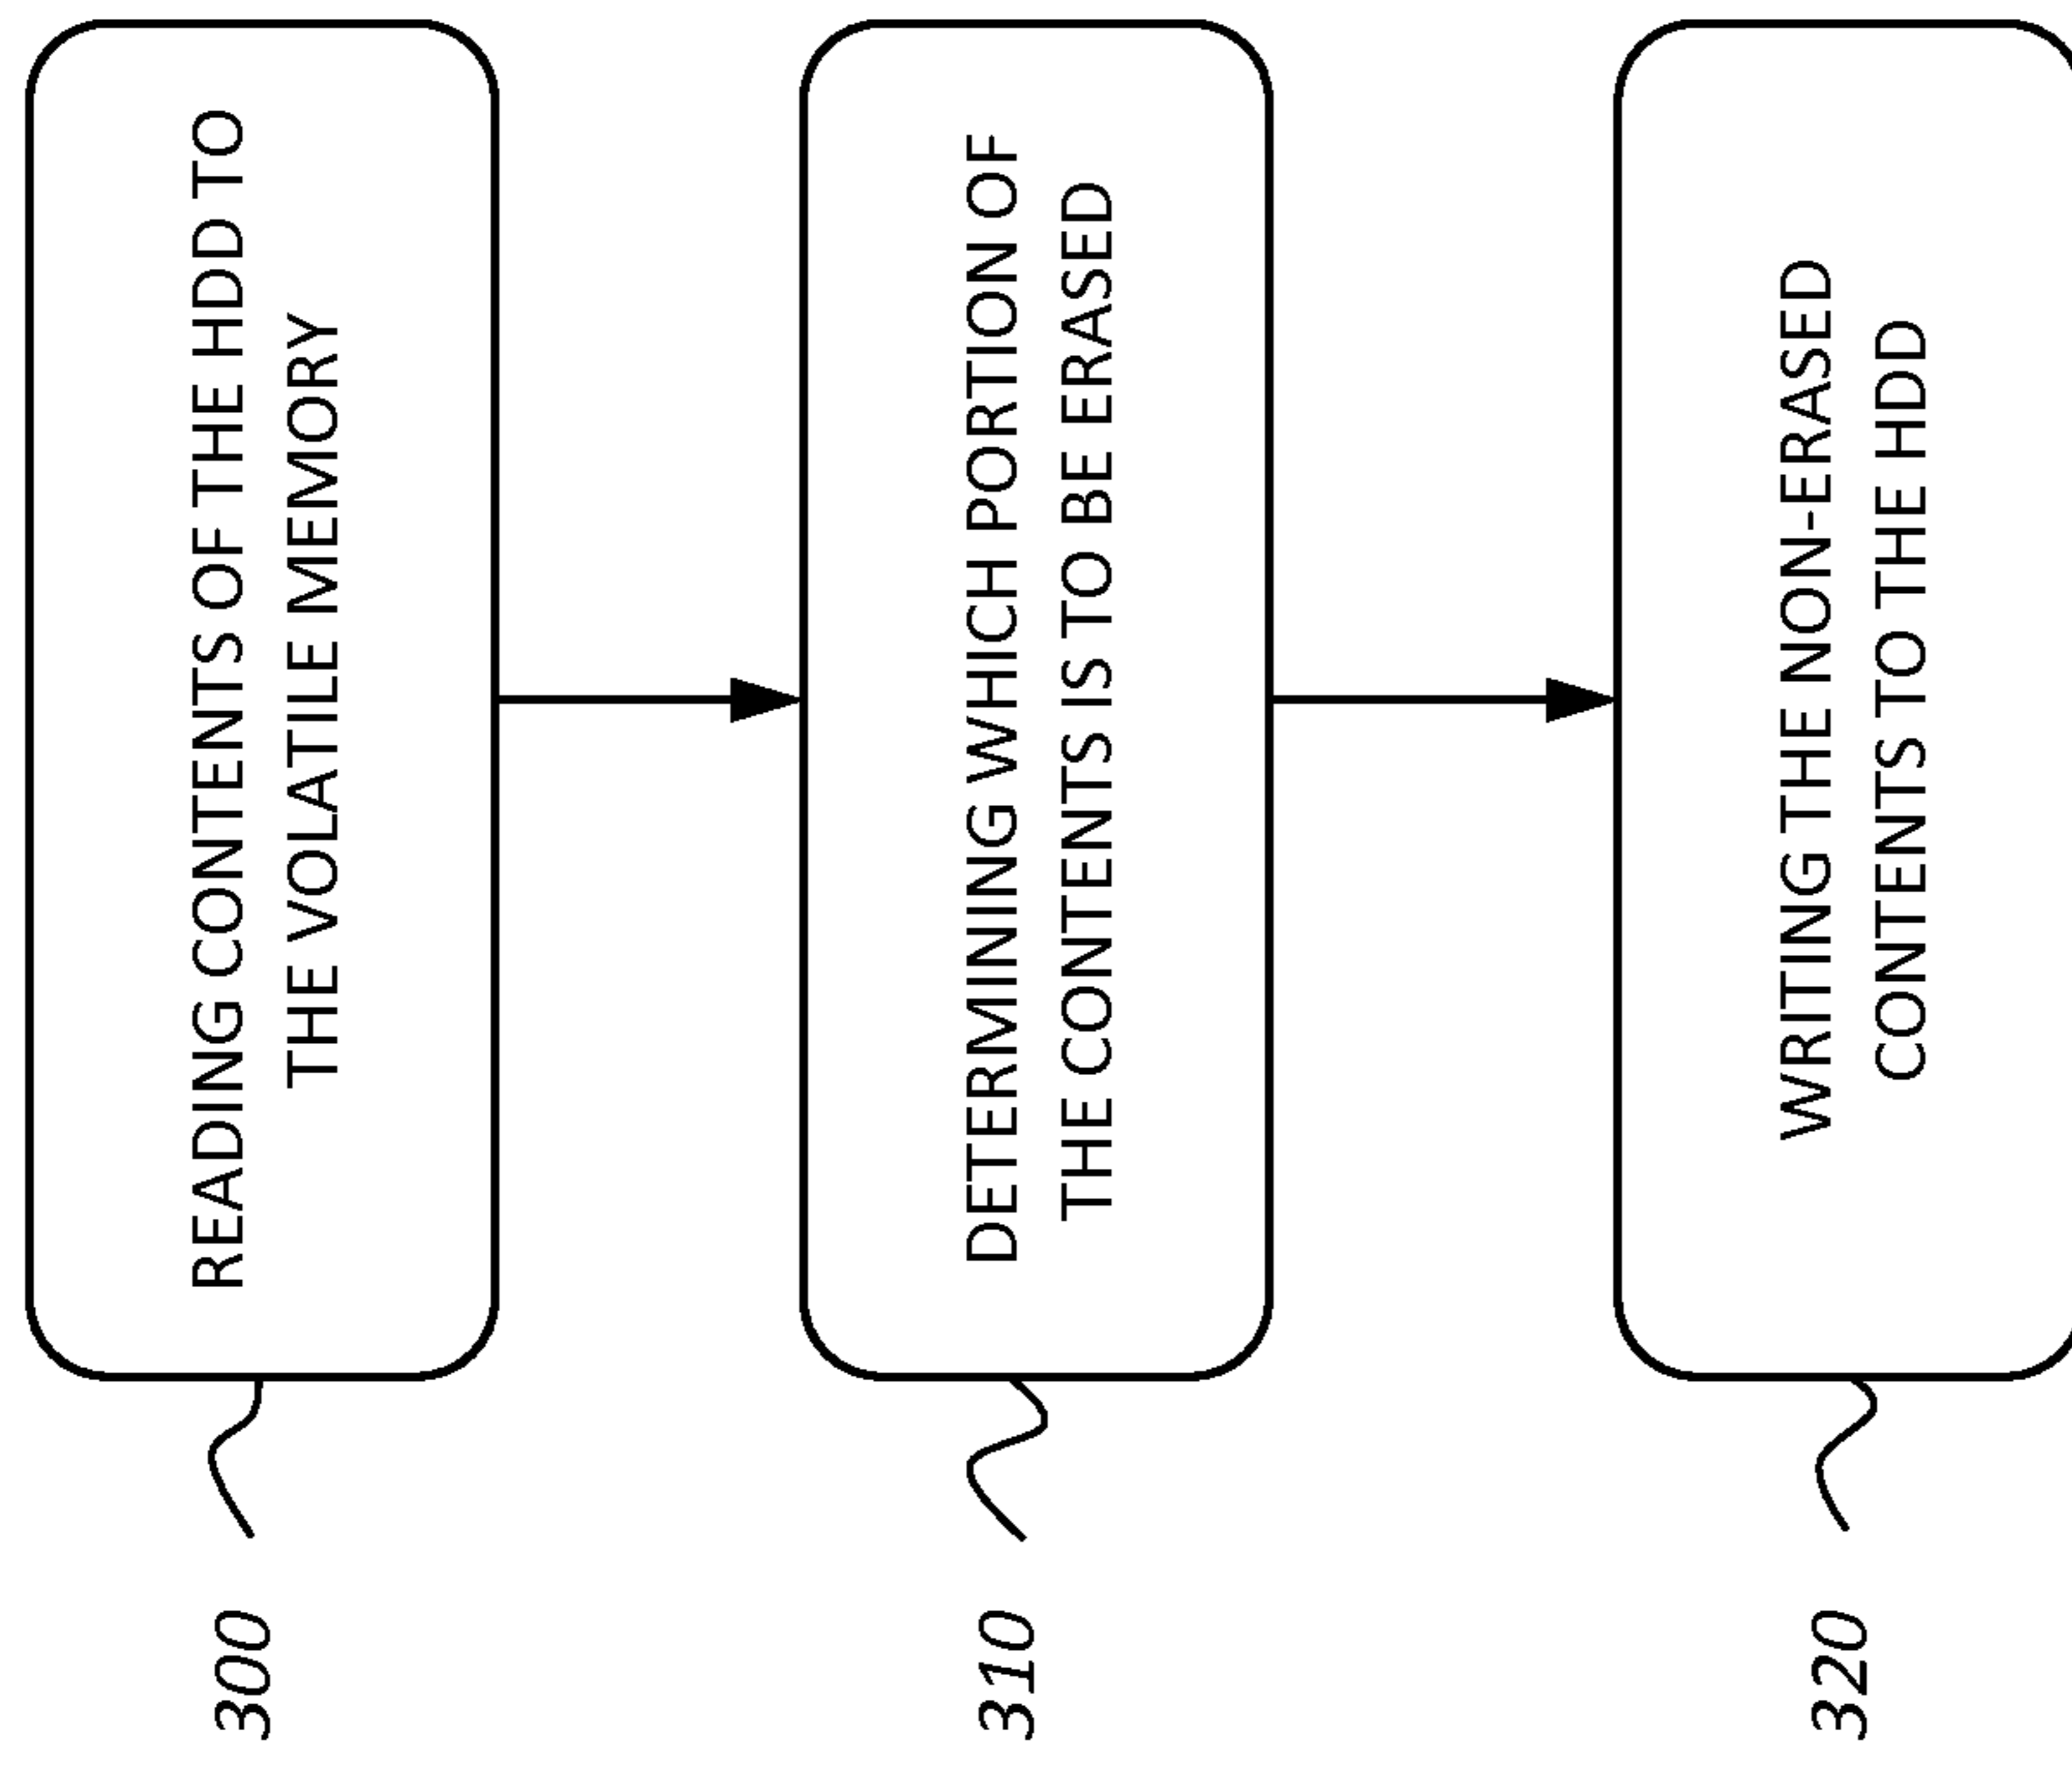 READING CONTENTS OF THE HDD TO
THE VOLATILE MEMORY
300
DETERMINING WHICH PORTION OF
THE CONTENTS IS TO BE ERASED
310
WRITING THE NON-ERASED
CONTENTS TO THE HDD
320